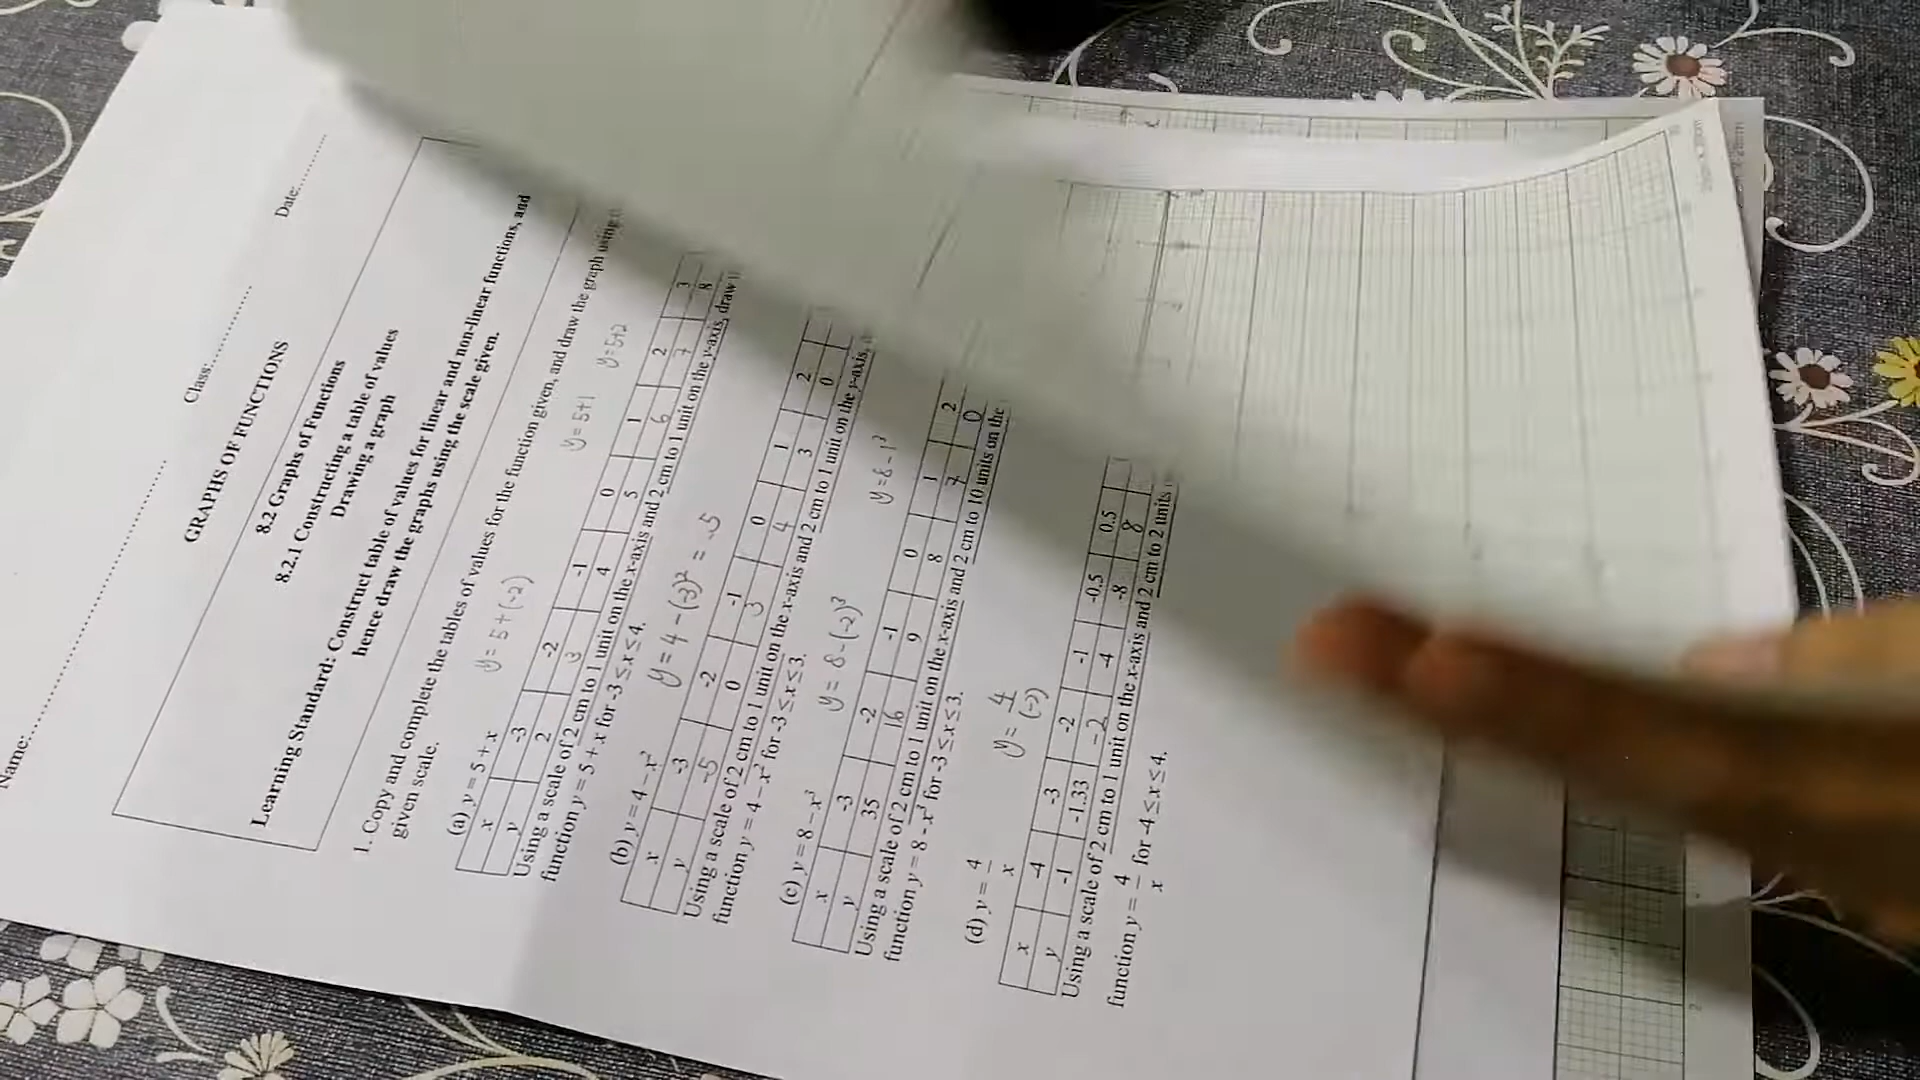 Name:.......................... Class:.................... Date:............
GRAPHS OF FUNCTIONS
8.2 Graphs of Functions
8.2.1 Constructing a table of values
Drawing a graph
Learning Standard: Construct table of values for linear and non-linear functions, and
hence draw the graphs using the scale given.
1. Copy and complete the tables of values for the function given, and draw the graph using
given scale.
(a) y = 5 + x y = 5+(-2) y = 5+1 y = 5+2
x -3 -2 -1 0 1 2 3
y 2 3 4 5 6 7 8
Using a scale of 2 cm to 1 unit on the x-axis and 2 cm to 1 unit on the y-axis, draw
function y = 5 + x for -3 ≤ x ≤ 4.
(b) y = 4 – x² y = 4 -(-3)² = -5
x -3 -2 -1 0 1 2
y -5 0 3 4 3 0
Using a scale of 2 cm to 1 unit on the x-axis and 2 cm to 1 unit on the y-axis,
function y = 4 – x² for -3 ≤ x ≤ 3.
(c) y = 8 – x³ y = 8 -(-2)³ y = 8 - 1³
x -3 -2 -1 0 1 2
y 35 16 9 8 7 0
Using a scale of 2 cm to 1 unit on the x-axis and 2 cm to 10 units on the
function y = 8 - x³ for -3 ≤ x ≤ 3.
(d) y = 4/x
x -4 -3 -2 -1 -0.5 0.5
y -1 -1.33 -2 -4 -8 8
Using a scale of 2 cm to 1 unit on the x-axis and 2 cm to 2 units
function y = 4/x for -4 ≤ x ≤ 4.